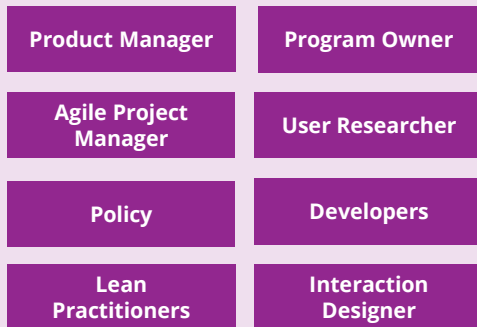 Product Manager
Program Owner
Agile Project
Manager
User Researcher
Policy
Developers
Lean
Practitioners
Interaction
Designer